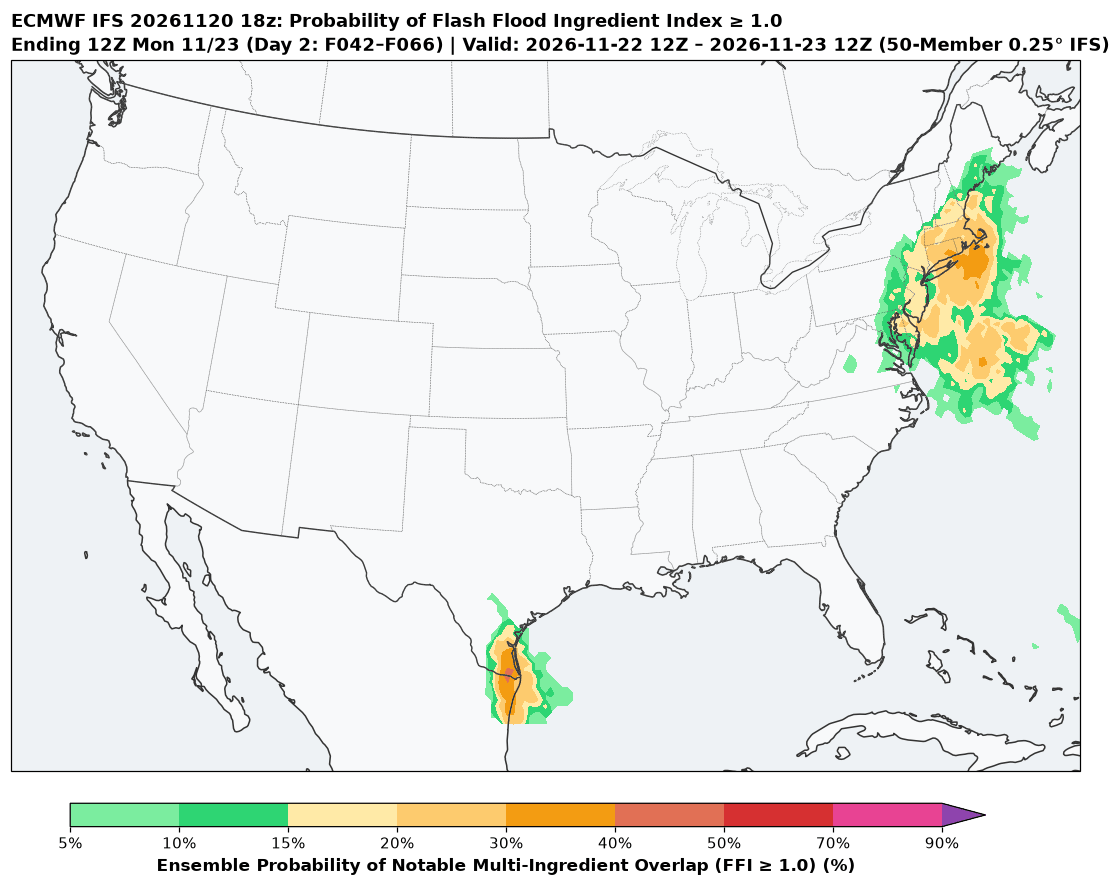 ECMWF IFS 20261120 18z: Probability of Flash Flood Ingredient Index ≥ 1.0
Ending 12Z Mon 11/23 (Day 2: F042–F066) | Valid: 2026-11-22 12Z – 2026-11-23 12Z (50-Member 0.25° IFS)
5% 10% 15% 20% 30% 40% 50% 70% 90%
Ensemble Probability of Notable Multi-Ingredient Overlap (FFI ≥ 1.0) (%)